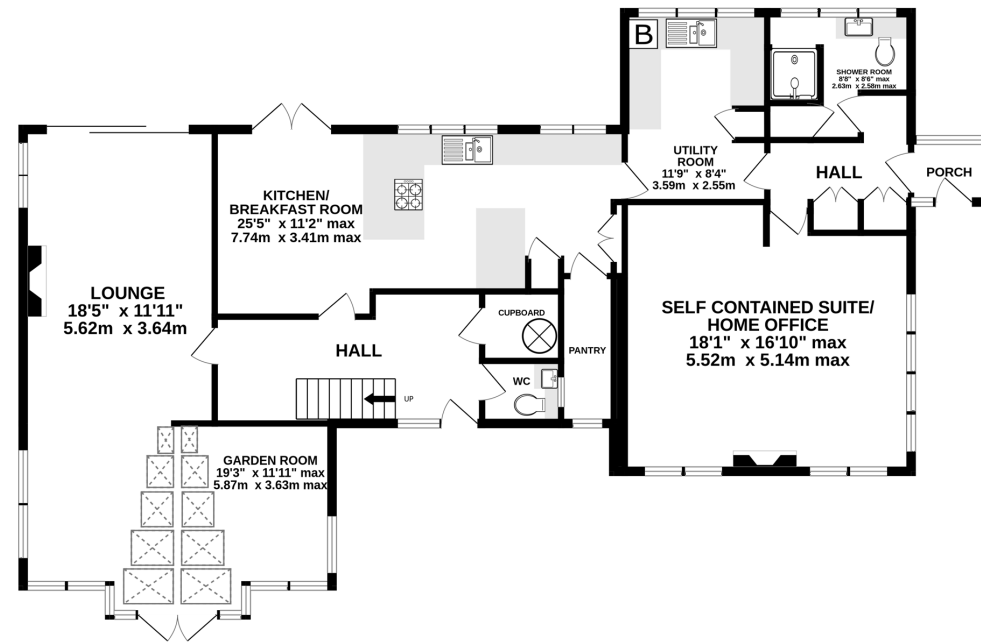 B
SHOWER ROOM
8'8" x 8'6" max
2.63m x 2.58m max
UTILITY
ROOM
11'9" x 8'4"
3.59m x 2.55m
HALL
PORCH
KITCHEN/
BREAKFAST ROOM
25'5" x 11'2" max
7.74m x 3.41m max
LOUNGE
18'5" x 11'11"
5.62m x 3.64m
SELF CONTAINED SUITE/
HOME OFFICE
18'1" x 16'10" max
5.52m x 5.14m max
CUPBOARD
HALL
PANTRY
WC
UP
GARDEN ROOM
19'3" x 11'11" max
5.87m x 3.63m max